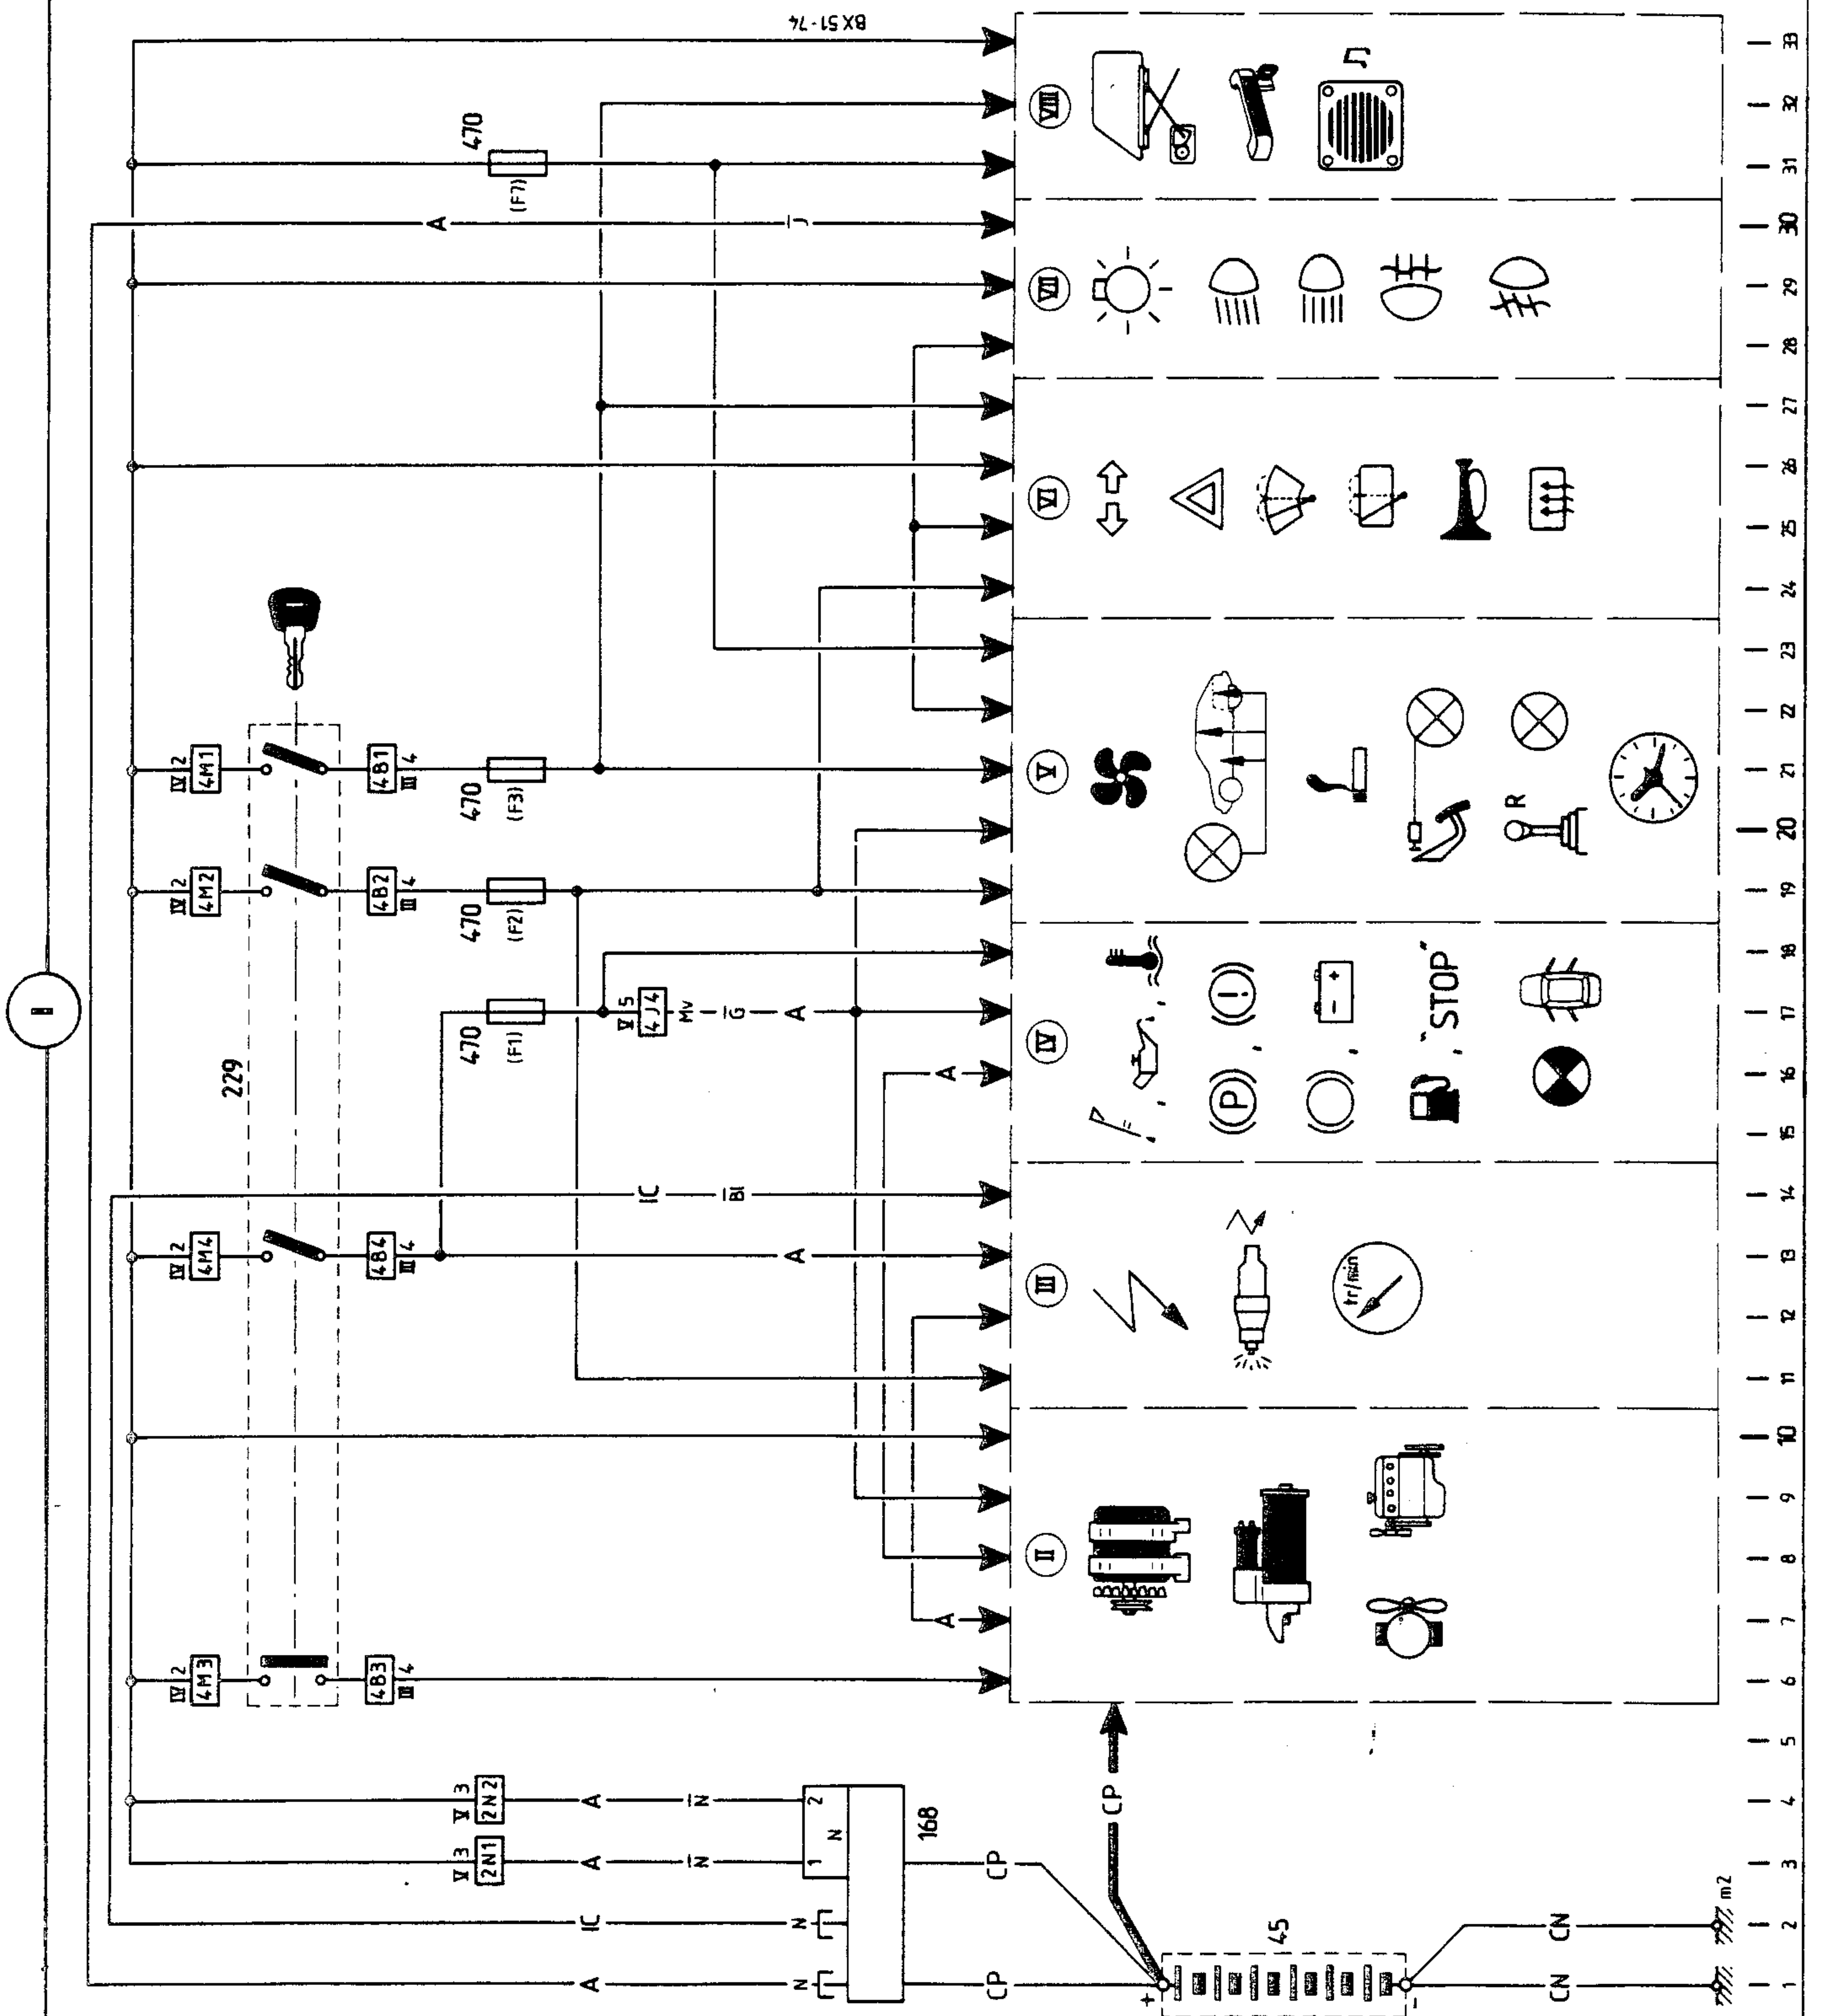 I
BX 51-74
470
(F7)
A
J
229
IV 2
4M1
4B1
III 4
470
(F3)
IV 2
4M2
4B2
III 4
470
(F2)
470
(F1)
V 5
4J4
Mv
G
A
A
IC
Bl
IV 2
4M4
4B4
III 4
A
A
IV 2
4M3
4B3
III 4
V 3
2N2
A
N
2
V 3
2N1
A
N
1
N
168
IC
N
A
N
CP
CP
CP
45
+
-
CN
CN
m2
II
III
tr/min
IV
P
!
- +
"STOP"
V
R
VI
VII
VIII
1 2 3 4 5 6 7 8 9 10 11 12 13 14 15 16 17 18 19 20 21 22 23 24 25 26 27 28 29 30 31 32 33